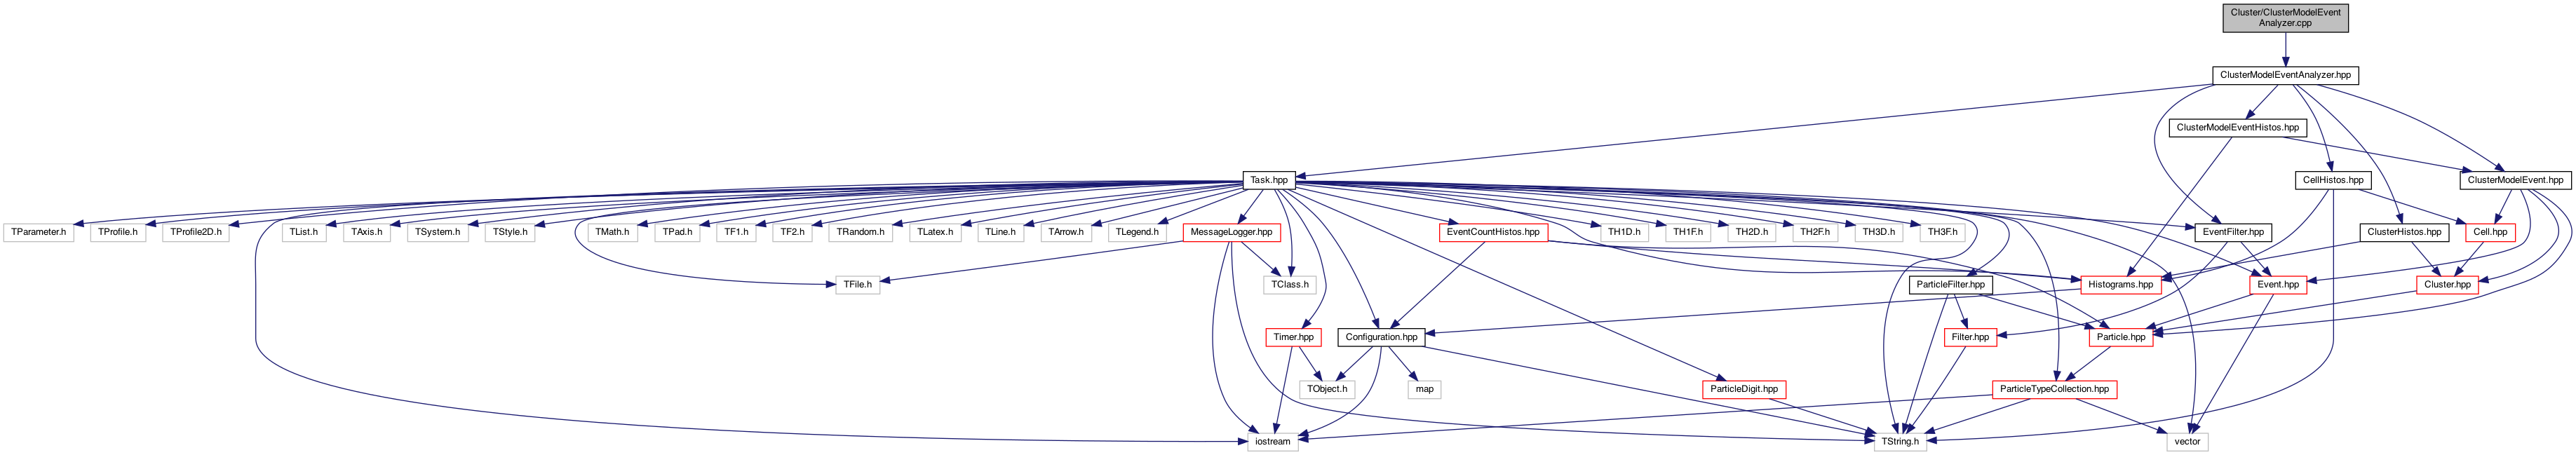 Cluster/ClusterModelEvent
Analyzer.cpp
ClusterModelEventAnalyzer.hpp
ClusterModelEventHistos.hpp
Task.hpp
CellHistos.hpp
ClusterModelEvent.hpp
TParameter.h
TProfile.h
TProfile2D.h
TList.h
TAxis.h
TSystem.h
TStyle.h
TMath.h
TPad.h
TF1.h
TF2.h
TRandom.h
TLatex.h
TLine.h
TArrow.h
TLegend.h
MessageLogger.hpp
EventCountHistos.hpp
TH1D.h
TH1F.h
TH2D.h
TH2F.h
TH3D.h
TH3F.h
EventFilter.hpp
ClusterHistos.hpp
Cell.hpp
TFile.h
TClass.h
ParticleFilter.hpp
Histograms.hpp
Event.hpp
Cluster.hpp
Timer.hpp
Configuration.hpp
Filter.hpp
Particle.hpp
TObject.h
map
ParticleDigit.hpp
ParticleTypeCollection.hpp
iostream
TString.h
vector